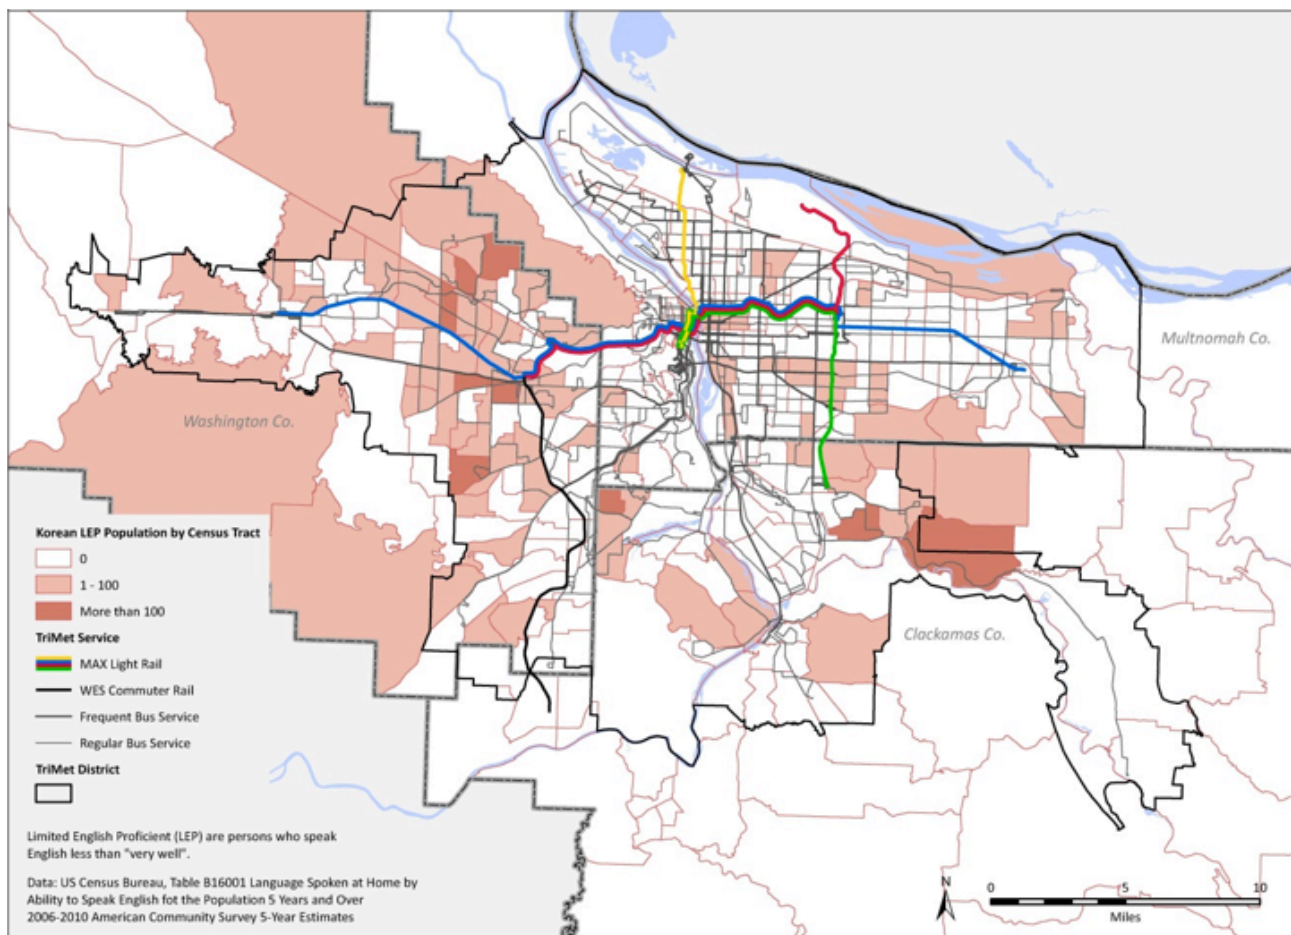 Multnomah Co.
Washington Co.
Clackamas Co.
Korean LEP Population by Census Tract
0
1 - 100
More than 100
TriMet Service
MAX Light Rail
WES Commuter Rail
Frequent Bus Service
Regular Bus Service
TriMet District
Limited English Proficient (LEP) are persons who speak
English less than "very well".
Data: US Census Bureau, Table B16001 Language Spoken at Home by
Ability to Speak English fot the Population 5 Years and Over
2006-2010 American Community Survey 5-Year Estimates
N
0 5 10
Miles